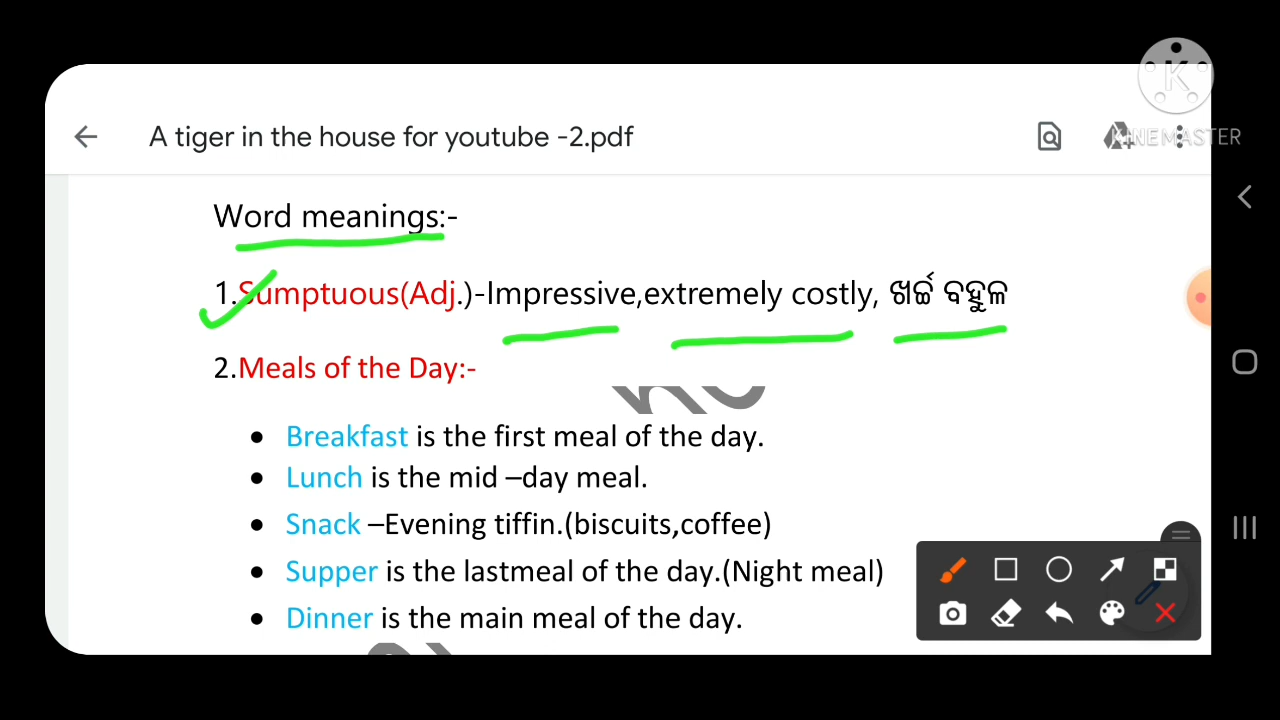 K
KINEMASTER
A tiger in the house for youtube -2.pdf
Word meanings:-
1.Sumptuous(Adj.)-Impressive,extremely costly, ଖର୍ଚ୍ଚ ବହୁଳ
2.Meals of the Day:-
• Breakfast is the first meal of the day.
• Lunch is the mid –day meal.
• Snack –Evening tiffin.(biscuits,coffee)
• Supper is the lastmeal of the day.(Night meal)
• Dinner is the main meal of the day.